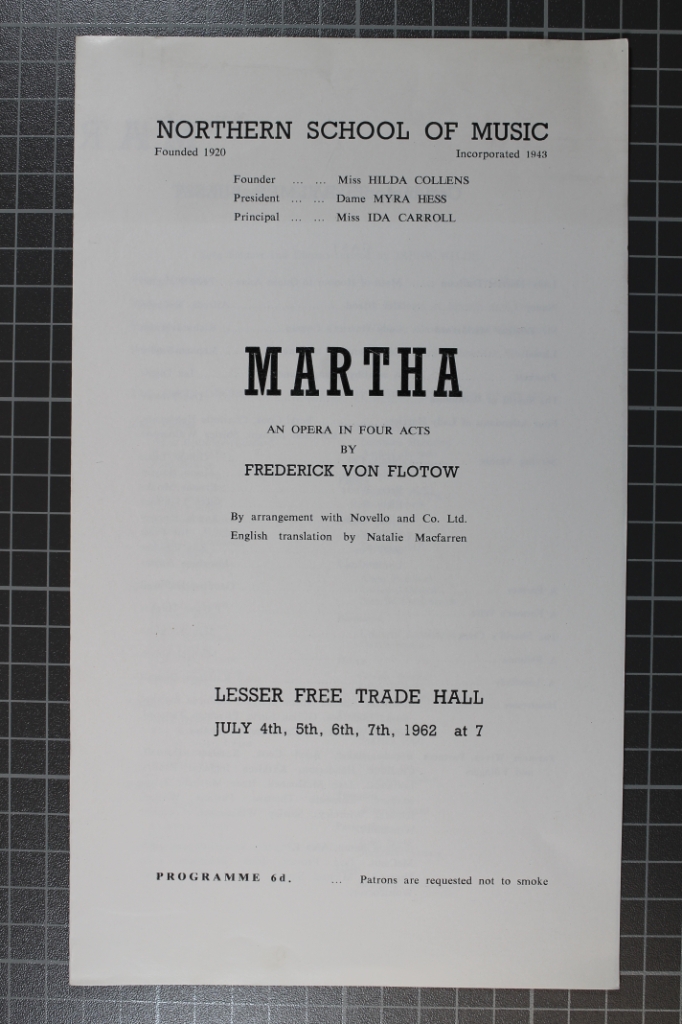 NORTHERN SCHOOL OF MUSIC
Founded 1920 Incorporated 1943
Founder ... ... Miss HILDA COLLENS
President ... ... Dame MYRA HESS
Principal ... ... Miss IDA CARROLL
MARTHA
AN OPERA IN FOUR ACTS
BY
FREDERICK VON FLOTOW
By arrangement with Novello and Co. Ltd.
English translation by Natalie Macfarren
LESSER FREE TRADE HALL
JULY 4th, 5th, 6th, 7th, 1962 at 7
PROGRAMME 6d. ... Patrons are requested not to smoke